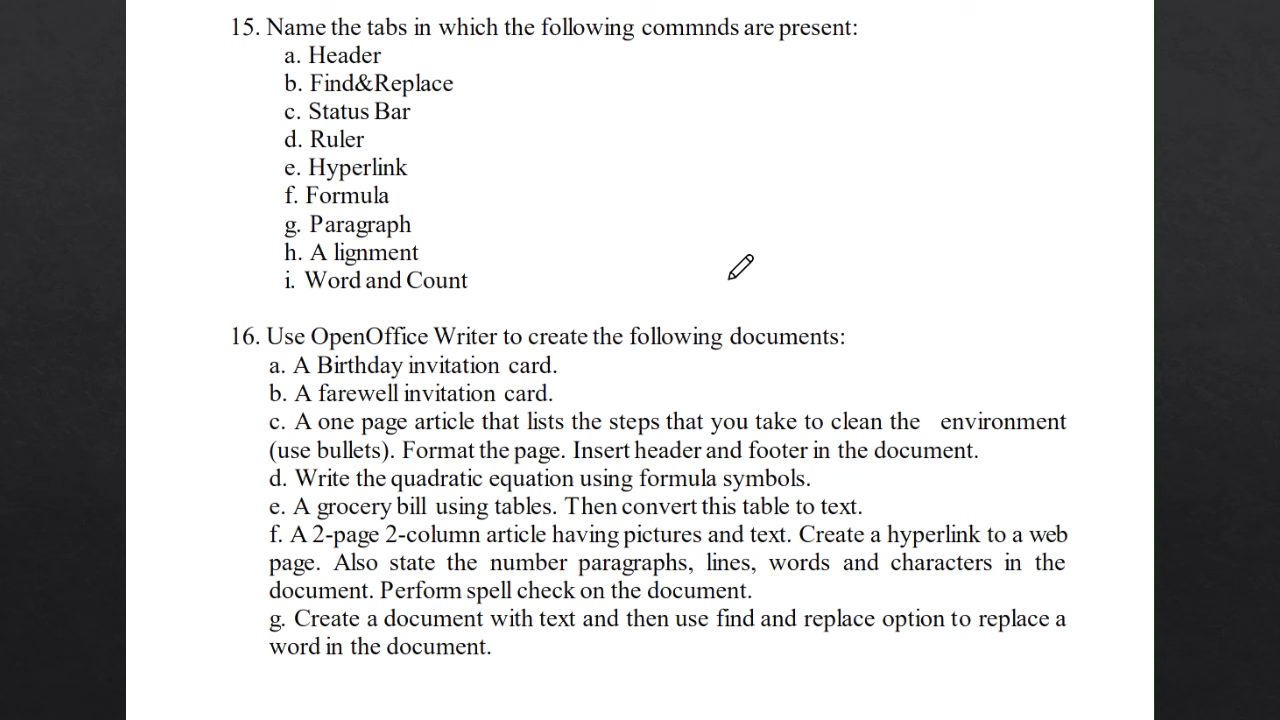 15. Name the tabs in which the following commnds are present:
a. Header
b. Find&Replace
c. Status Bar
d. Ruler
e. Hyperlink
f. Formula
g. Paragraph
h. A lignment
i. Word and Count
16. Use OpenOffice Writer to create the following documents:
a. A Birthday invitation card.
b. A farewell invitation card.
c. A one page article that lists the steps that you take to clean the environment
(use bullets). Format the page. Insert header and footer in the document.
d. Write the quadratic equation using formula symbols.
e. A grocery bill using tables. Then convert this table to text.
f. A 2-page 2-column article having pictures and text. Create a hyperlink to a web
page. Also state the number paragraphs, lines, words and characters in the
document. Perform spell check on the document.
g. Create a document with text and then use find and replace option to replace a
word in the document.